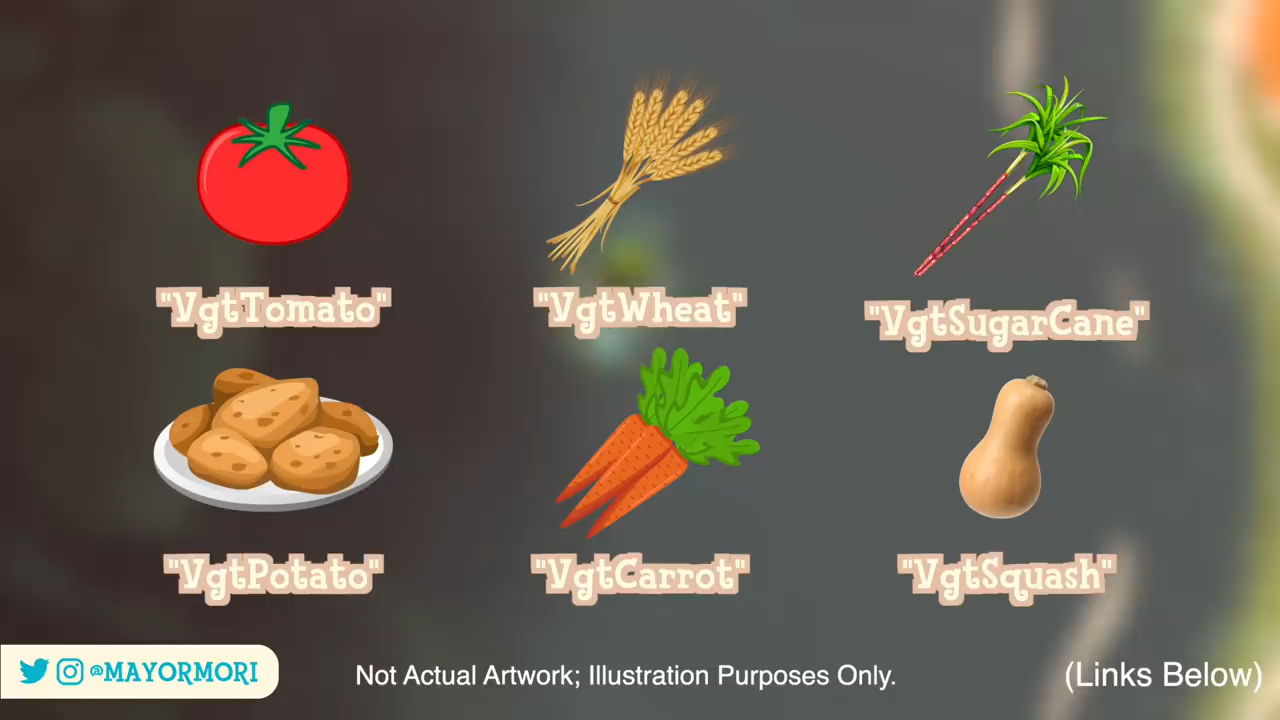 "VgtTomato"
"VgtWheat"
"VgtSugarCane"
"VgtPotato"
"VgtCarrot"
"VgtSquash"
@MAYORMORI
Not Actual Artwork; Illustration Purposes Only.
(Links Below)